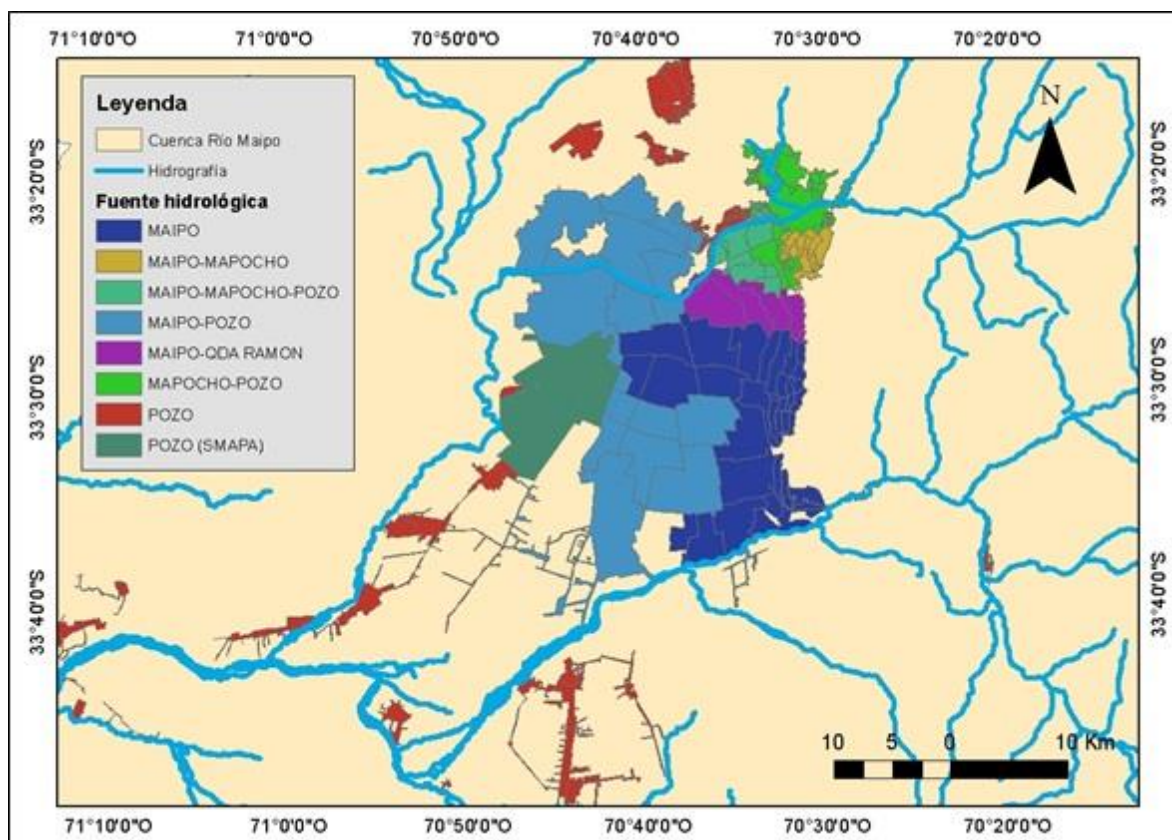 71°10'0"O 71°0'0"O 70°50'0"O 70°40'0"O 70°30'0"O 70°20'0"O
33°20'0"S
33°30'0"S
33°40'0"S
Leyenda
Cuenca Río Maipo
Hidrografía
Fuente hidrológica
MAIPO
MAIPO-MAPOCHO
MAIPO-MAPOCHO-POZO
MAIPO-POZO
MAIPO-QDA RAMON
MAPOCHO-POZO
POZO
POZO (SMAPA)
N
33°20'0"S
33°30'0"S
33°40'0"S
10 5 0 10 Km
71°10'0"O 71°0'0"O 70°50'0"O 70°40'0"O 70°30'0"O 70°20'0"O